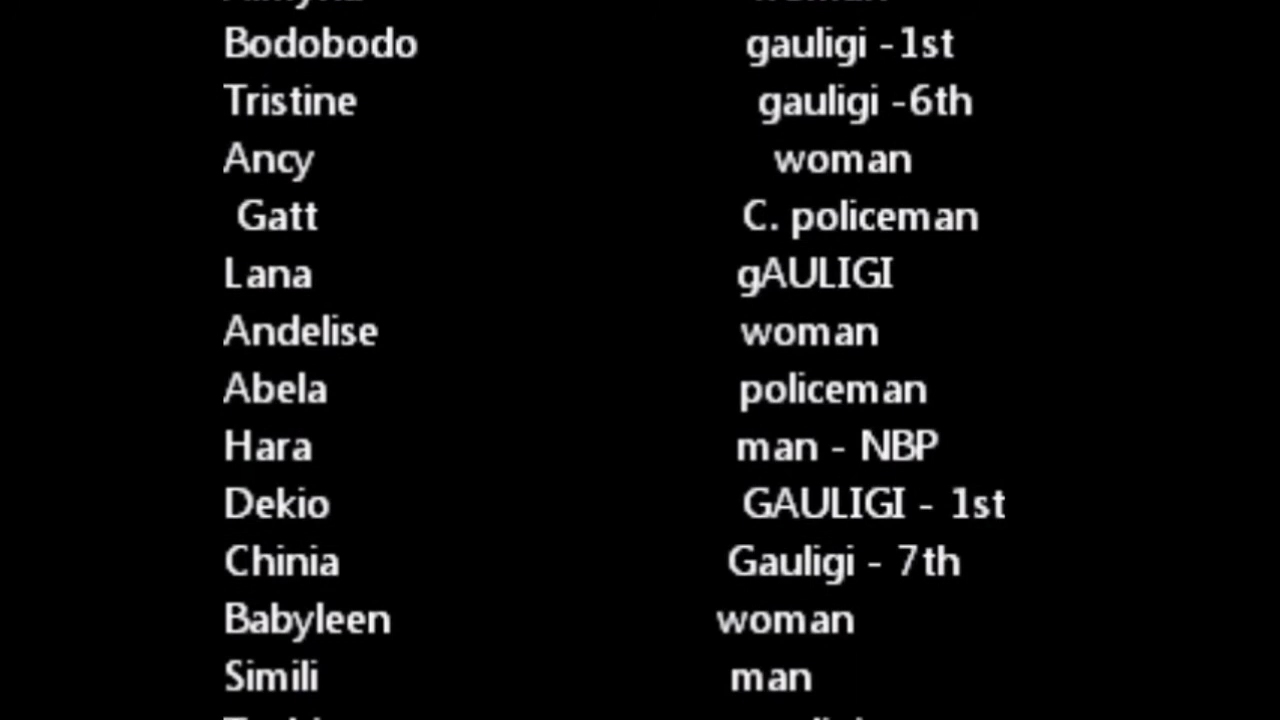 Bodobodo gauligi -1st
Tristine gauligi -6th
Ancy woman
Gatt C. policeman
Lana gAULIGI
Andelise woman
Abela policeman
Hara man - NBP
Dekio GAULIGI - 1st
Chinia Gauligi - 7th
Babyleen woman
Simili man